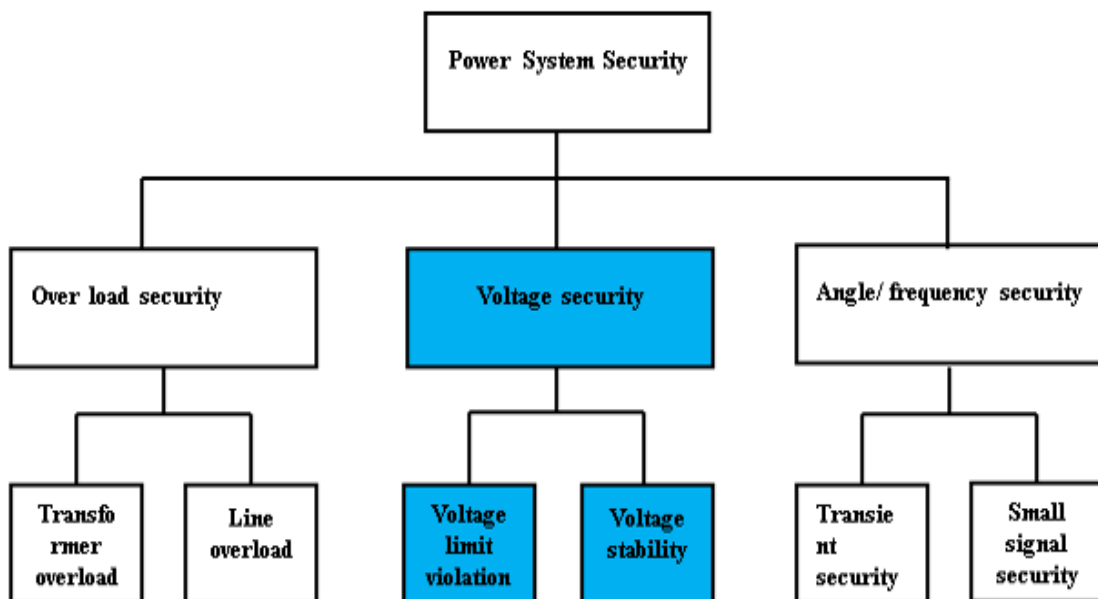 Power System Security
Over load security
Voltage security
Angle/ frequency security
Transfo
rmer
overload
Line
overload
Voltage
limit
violation
Voltage
stability
Transie
nt
security
Small
signal
security